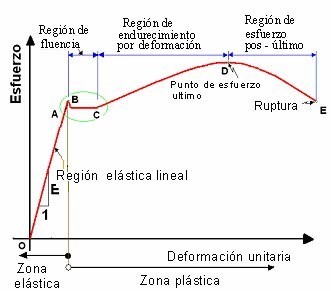 Región de
fluencia
Región de
endurecimiento
por deformación
Región de
esfuerzo
pos - último
Esfuerzo
B
A
C
D
Punto de esfuerzo
ultimo
Ruptura
E
Región elástica lineal
E
1
O
Deformación unitaria
Zona
elástica
Zona plástica